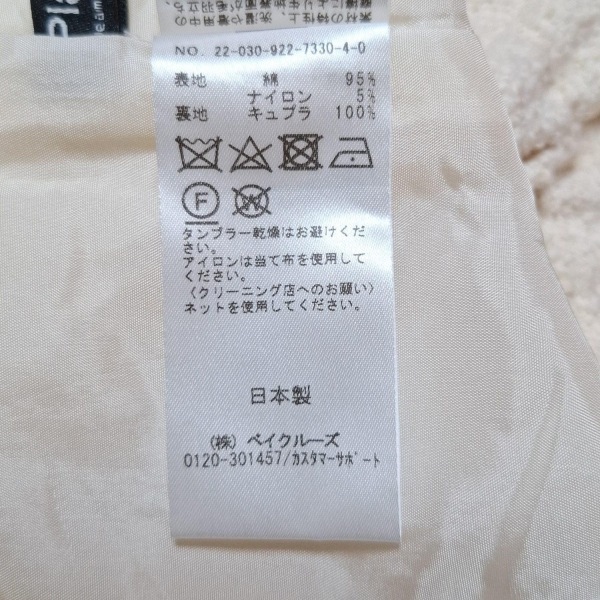 Pla
NO. 22-030-922-7330-4-0
表地 綿 95%
ナイロン 5%
裏地 キュプラ 100%
F W
タンブラー乾燥はお避けくだ
さい。
アイロンは当て布を使用して
ください。
〈クリーニング店へのお願い〉
ネットを使用してください。
日本製
(株) ベイクルーズ
0120-301457/カスタマーサポート